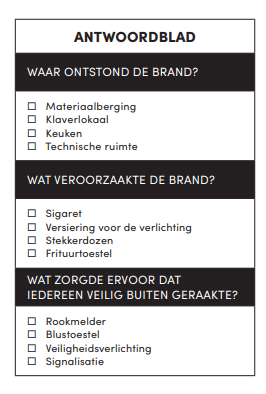 ANTWOORDBLAD
WAAR ONTSTOND DE BRAND?
☐ Materiaalberging
☐ Klaverlokaal
☐ Keuken
☐ Technische ruimte
WAT VEROORZAAKTE DE BRAND?
☐ Sigaret
☐ Versiering voor de verlichting
☐ Stekkerdozen
☐ Frituurtoestel
WAT ZORGDE ERVOOR DAT
IEDEREEN VEILIG BUITEN GERAAKTE?
☐ Rookmelder
☐ Blustoestel
☐ Veiligheidsverlichting
☐ Signalisatie